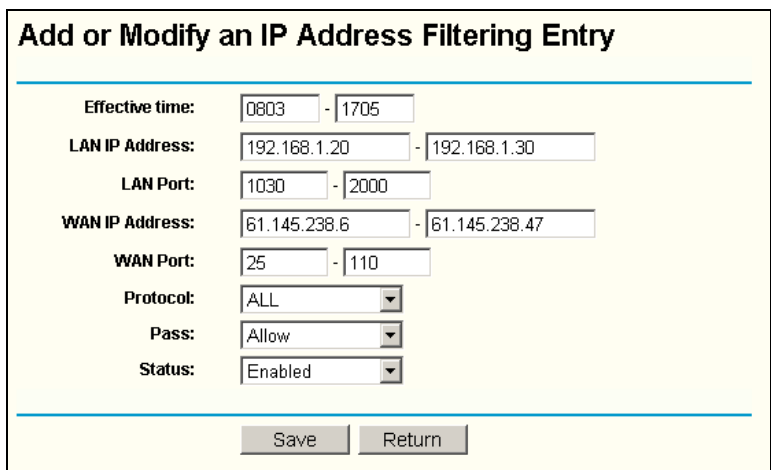 Add or Modify an IP Address Filtering Entry
Effective time: 0803 - 1705
LAN IP Address: 192.168.1.20 - 192.168.1.30
LAN Port: 1030 - 2000
WAN IP Address: 61.145.238.6 - 61.145.238.47
WAN Port: 25 - 110
Protocol: ALL
Pass: Allow
Status: Enabled
Save Return